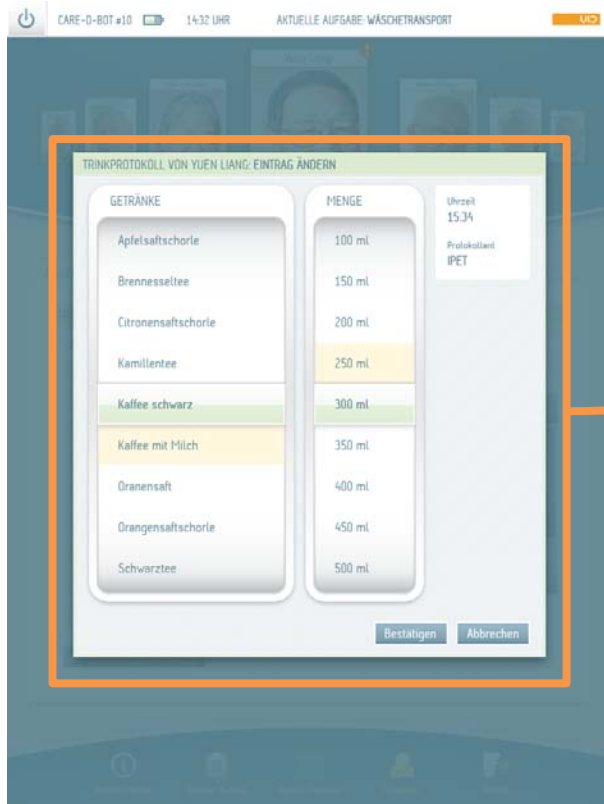 CARE-O-BOT #10 14:32 UHR AKTUELLE AUFGABE: WÄSCHETRANSPORT
TRINKPROTOKOLL VON YUEN LIANG: EINTRAG ÄNDERN
GETRÄNKE
Apfelsaftschorle
Brennesseltee
Citronensaftschorle
Kamillentee
Kaffee schwarz
Kaffee mit Milch
Oranensaft
Orangensaftschorle
Schwarztee
MENGE
100 ml
150 ml
200 ml
250 ml
300 ml
350 ml
400 ml
450 ml
500 ml
Uhrzeit
15:34
Protokollant
IPET
Bestätigen Abbrechen